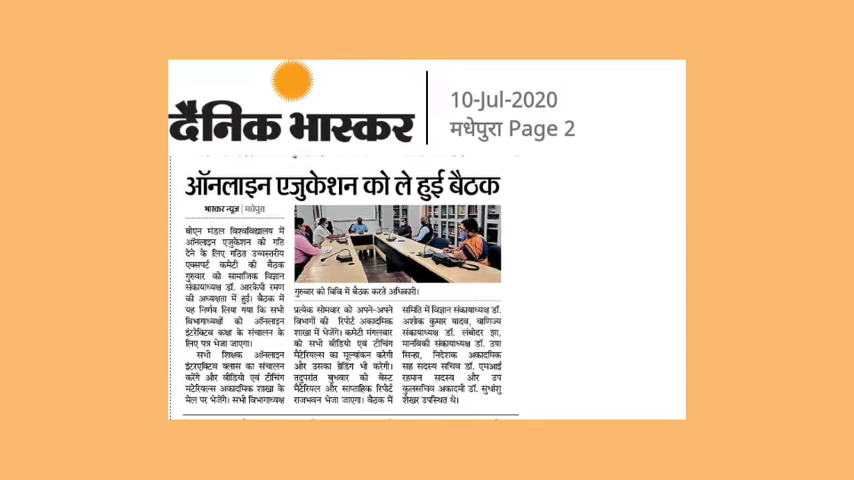 दैनिक भास्कर
10-Jul-2020
मधेपुरा Page 2
ऑनलाइन एजुकेशन को ले हुई बैठक
भास्कर न्यूज | मधेपुरा
बीएन मंडल विश्वविद्यालय में
ऑनलाइन एजुकेशन को गति
देने के लिए गठित उच्चस्तरीय
एक्सपर्ट कमेटी की बैठक
गुरुवार को सामाजिक विज्ञान
संकायाध्यक्ष डॉ. आरकेपी रमण
की अध्यक्षता में हुई। बैठक में
यह निर्णय लिया गया कि सभी
विभागाध्यक्षों को ऑनलाइन
इंटरेक्टिव कक्षा के संचालन के
लिए पत्र भेजा जाएगा।
सभी शिक्षक ऑनलाइन
इंटरएक्टिव क्लास का संचालन
करेंगे और वीडियो एवं टीचिंग
मटेरियल्स अकादमिक शाखा के
मेल पर भेजेंगे। सभी विभागाध्यक्ष
गुरुवार को विवि में बैठक करते अधिकारी।
प्रत्येक सोमवार को अपने-अपने
विभागों की रिपोर्ट अकादमिक
शाखा में भेजेंगे। कमेटी मंगलवार
को सभी वीडियो एवं टीचिंग
मैटेरियल्स का मूल्यांकन करेगी
और उसका ग्रेडिंग भी करेगी।
तदुपरांत बुधवार को बेस्ट
मैटेरियल और साप्ताहिक रिपोर्ट
राजभवन भेजा जाएगा। बैठक में
समिति में विज्ञान संकायाध्यक्ष डॉ.
अशोक कुमार यादव, वाणिज्य
संकायाध्यक्ष डॉ. लंबोदर झा,
मानविकी संकायाध्यक्ष डॉ. उषा
सिन्हा, निदेशक अकादमिक
सह सदस्य सचिव डॉ. एमआई
रहमान सदस्य और उप
कुलसचिव अकादमी डॉ. सुधांशु
शेखर उपस्थित थे।